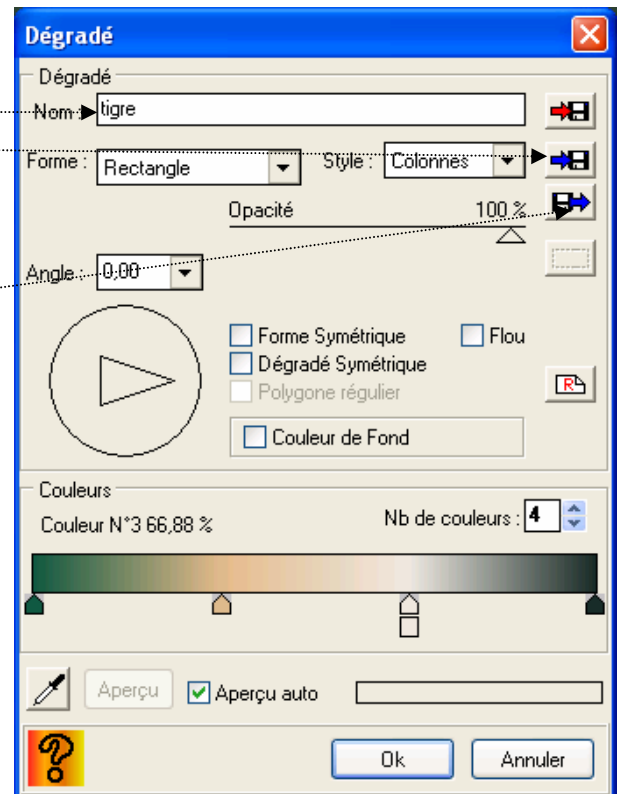 Dégradé
Dégradé
Nom : tigre
Forme : Rectangle Style : Colonnes
Opacité 100 %
Angle : 0,00
Forme Symétrique Flou
Dégradé Symétrique
Polygone régulier
R
Couleur de Fond
Couleurs
Couleur N°3 66,88 % Nb de couleurs : 4
Aperçu Aperçu auto
? Ok Annuler